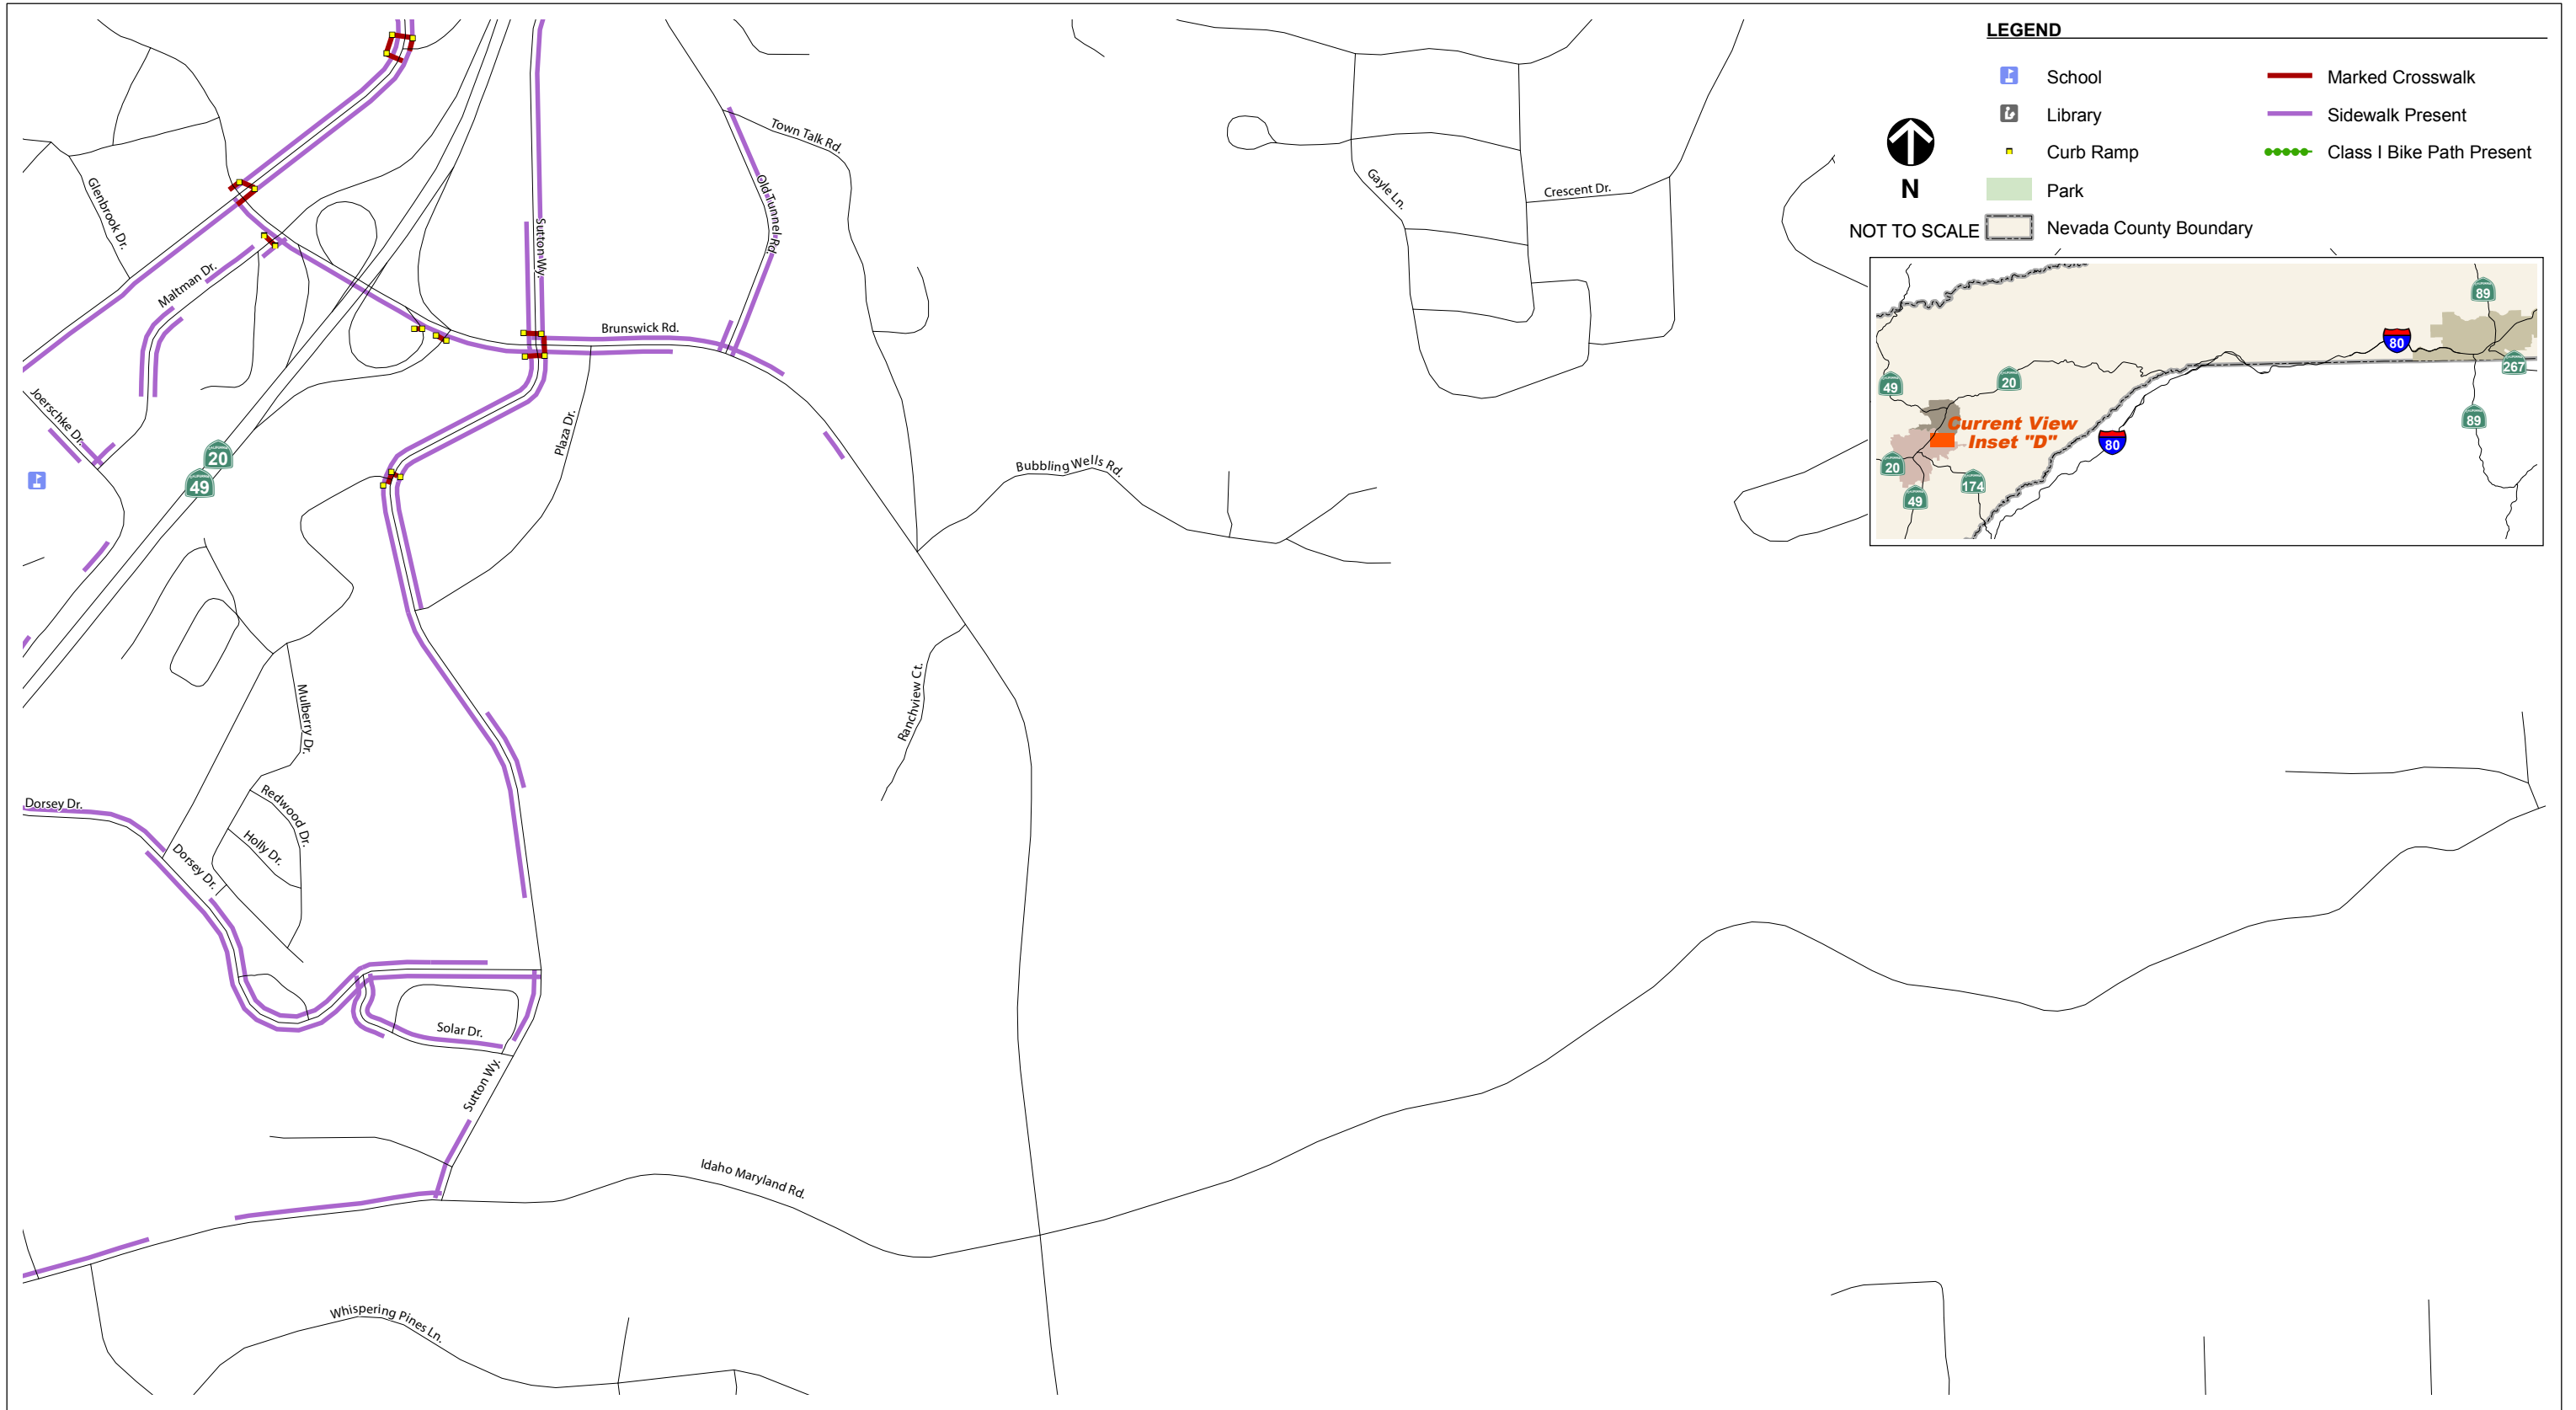 LEGEND
School
Marked Crosswalk
Library
Sidewalk Present
Curb Ramp
Class I Bike Path Present
Park
Nevada County Boundary
N
NOT TO SCALE
Town Talk Rd.
Old Tunnel Rd.
Glenbrook Dr.
Gayle Ln.
Crescent Dr.
Sutton Wy.
Maltman Dr.
Brunswick Rd.
Joerschke Dr.
Plaza Dr.
20
49
Bubbling Wells Rd.
89
80
267
49
20
89
Current View
Inset "D"
80
20
174
49
Ranchview Ct.
Mulberry Dr.
Dorsey Dr.
Redwood Dr.
Holly Dr.
Dorsey Dr.
Solar Dr.
Sutton Wy.
Idaho Maryland Rd.
Whispering Pines Ln.